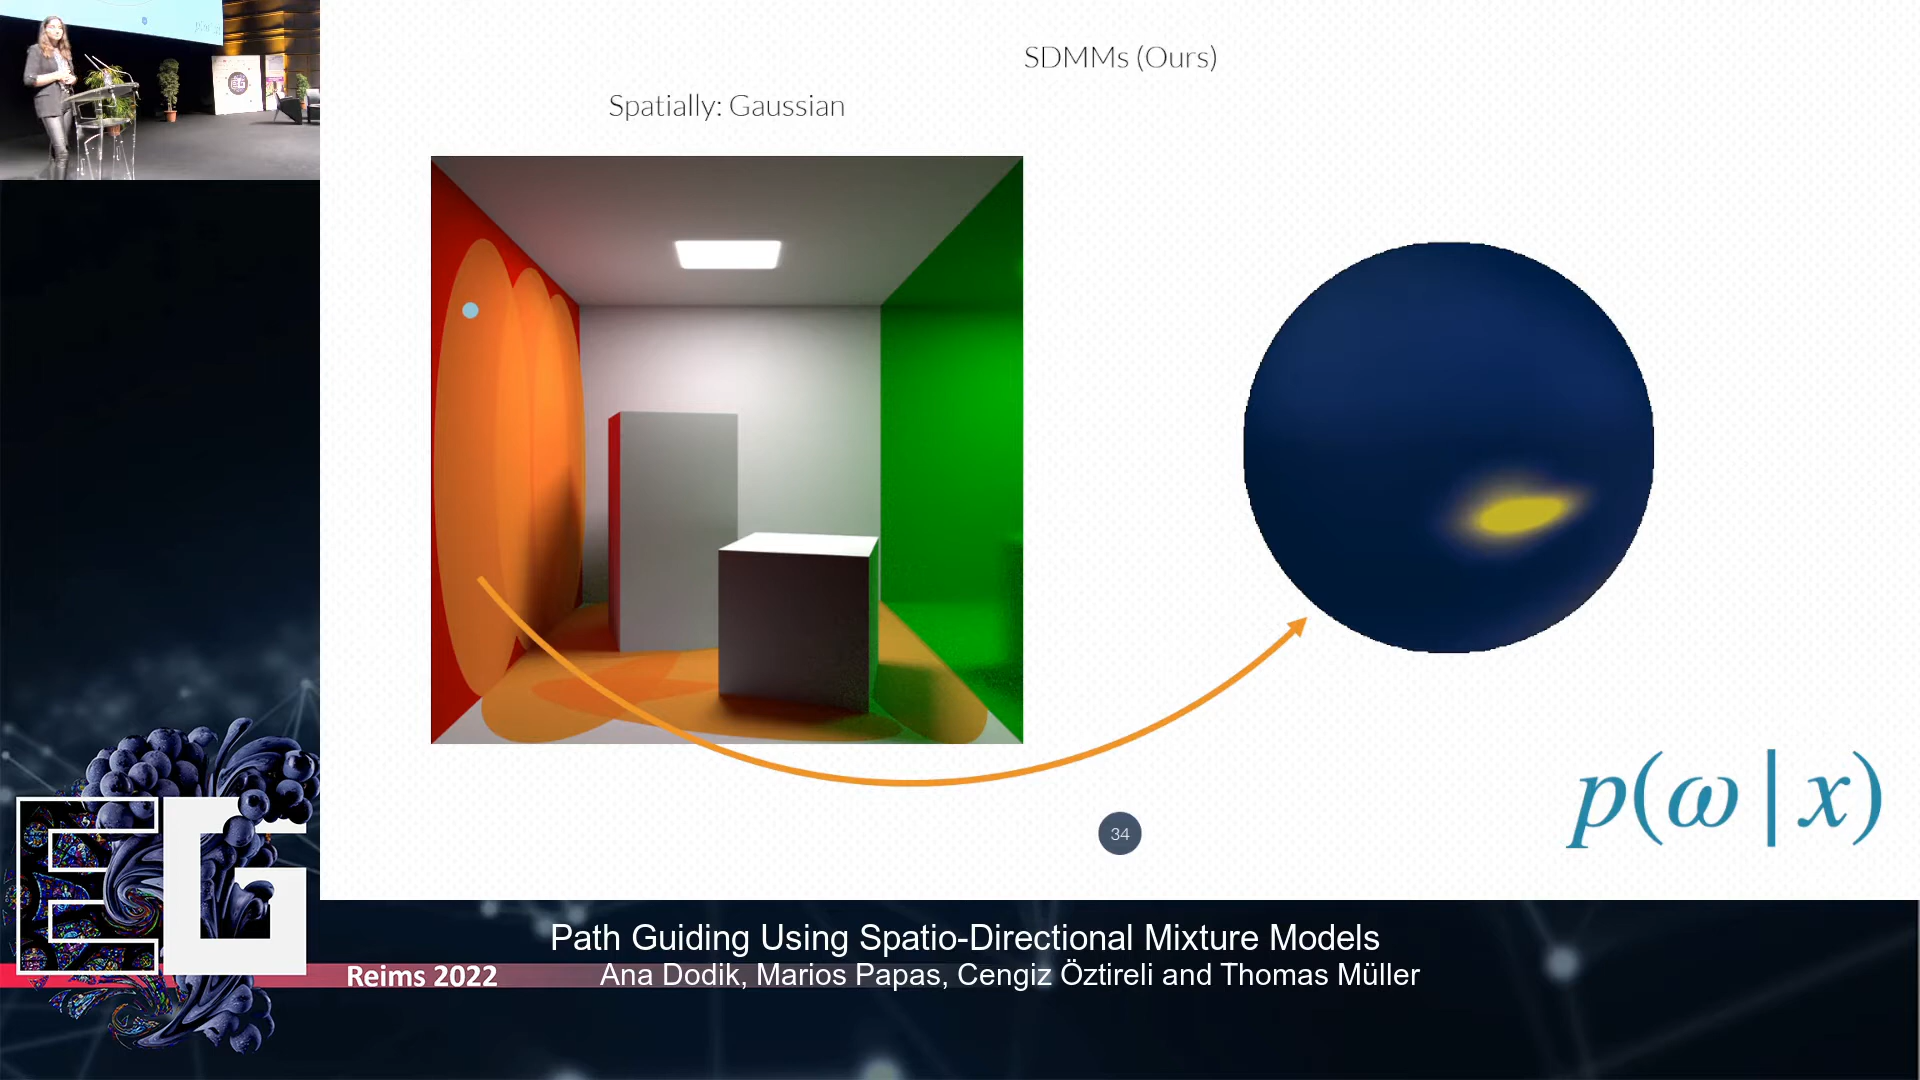 SDMMs (Ours)
Spatially: Gaussian
p(ω | x)
34
EG
Path Guiding Using Spatio-Directional Mixture Models
Reims 2022
Ana Dodik, Marios Papas, Cengiz Öztireli and Thomas Müller